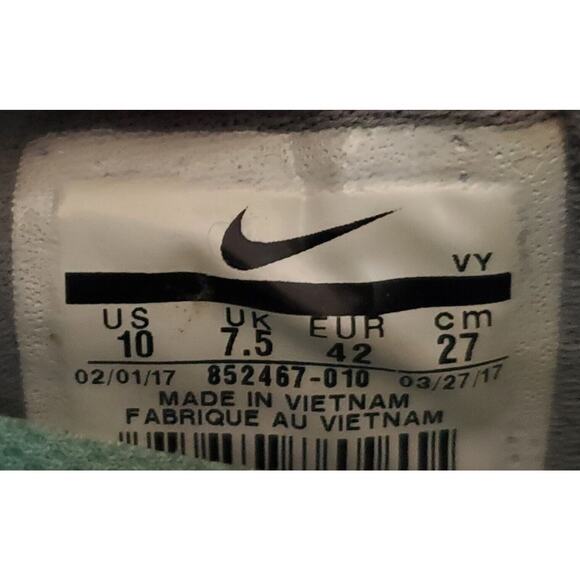 VY
US UK EUR cm
10 7.5 42 27
02/01/17 852467-010 03/27/17
MADE IN VIETNAM
FABRIQUE AU VIETNAM